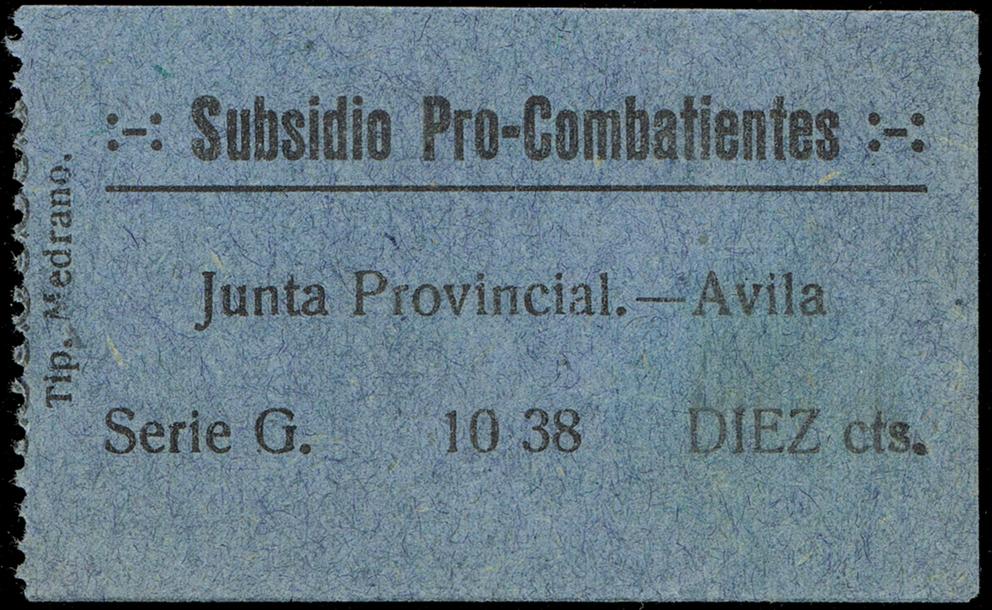 :-: Subsidio Pro-Combatientes :-:
Junta Provincial.—Avila
Serie G. 10 38 DIEZ cts.
Tip. Medrano.